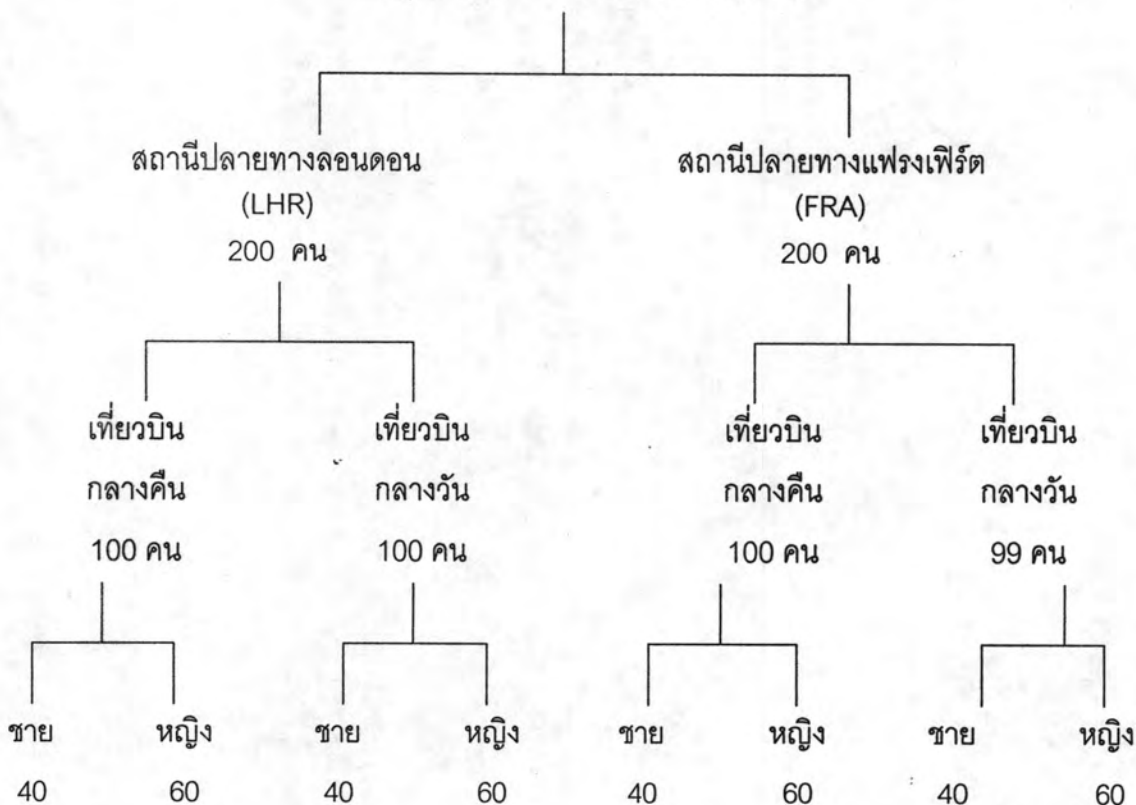 สถานีปลายทางลอนดอน
(LHR)
200 คน
สถานีปลายทางแฟรงเฟิร์ต
(FRA)
200 คน
เที่ยวบิน เที่ยวบิน เที่ยวบิน เที่ยวบิน
กลางคืน กลางวัน กลางคืน กลางวัน
100 คน 100 คน 100 คน 99 คน
ชาย หญิง ชาย หญิง ชาย หญิง ชาย หญิง
40 60 40 60 40 60 40 60